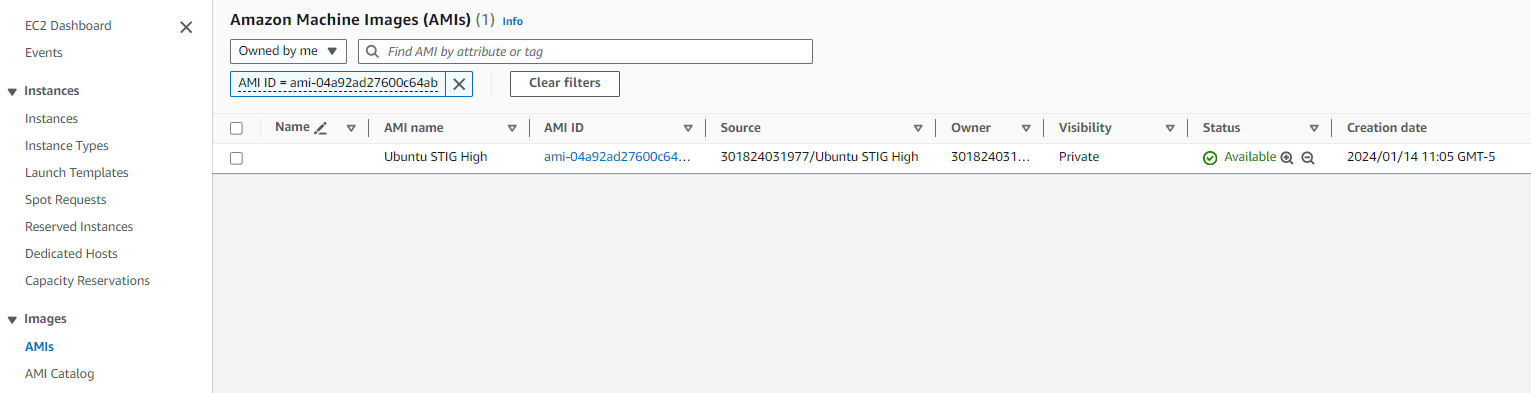 EC2 Dashboard
Events
Instances
Instances
Instance Types
Launch Templates
Spot Requests
Reserved Instances
Dedicated Hosts
Capacity Reservations
Images
AMIs
AMI Catalog
Amazon Machine Images (AMIs) (1) Info
Owned by me Find AMI by attribute or tag
AMI ID = ami-04a92ad27600c64ab Clear filters
Name AMI name AMI ID Source Owner Visibility Status Creation date
Ubuntu STIG High ami-04a92ad27600c64… 301824031977/Ubuntu STIG High 301824031… Private Available 2024/01/14 11:05 GMT-5